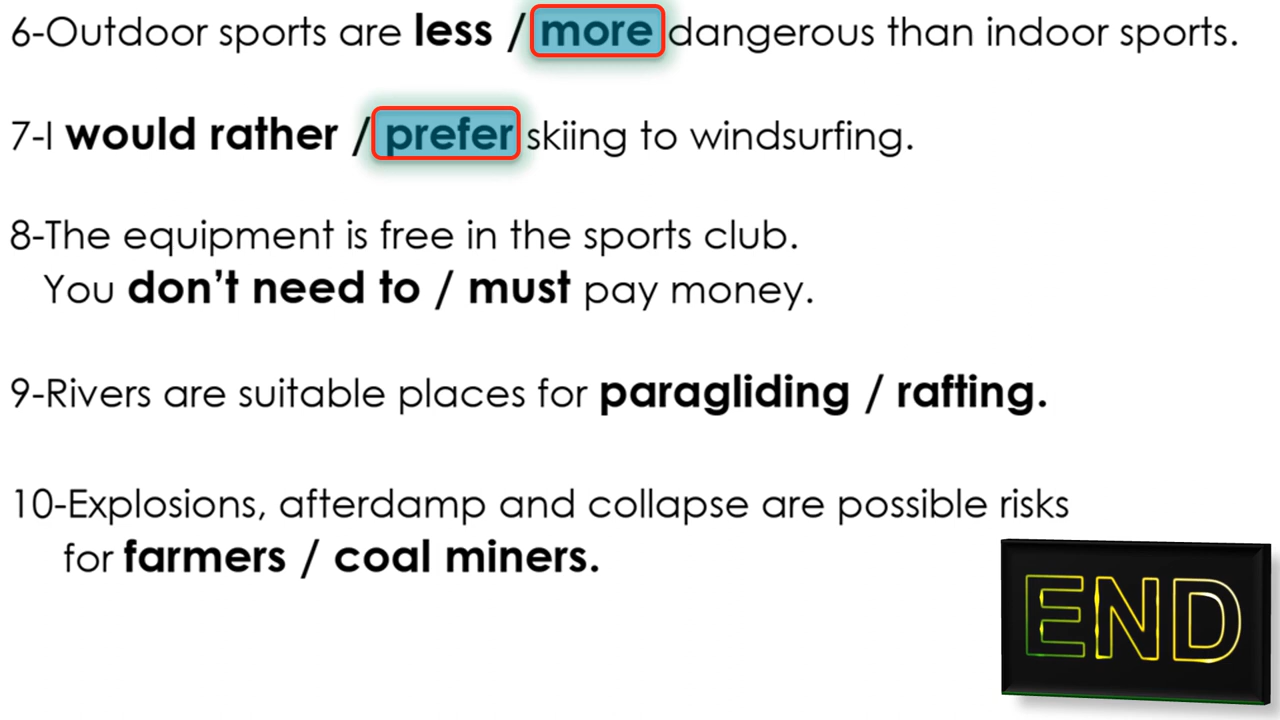 6-Outdoor sports are less / more dangerous than indoor sports.
7-I would rather / prefer skiing to windsurfing.
8-The equipment is free in the sports club.
You don't need to / must pay money.
9-Rivers are suitable places for paragliding / rafting.
10-Explosions, afterdamp and collapse are possible risks
for farmers / coal miners.
END